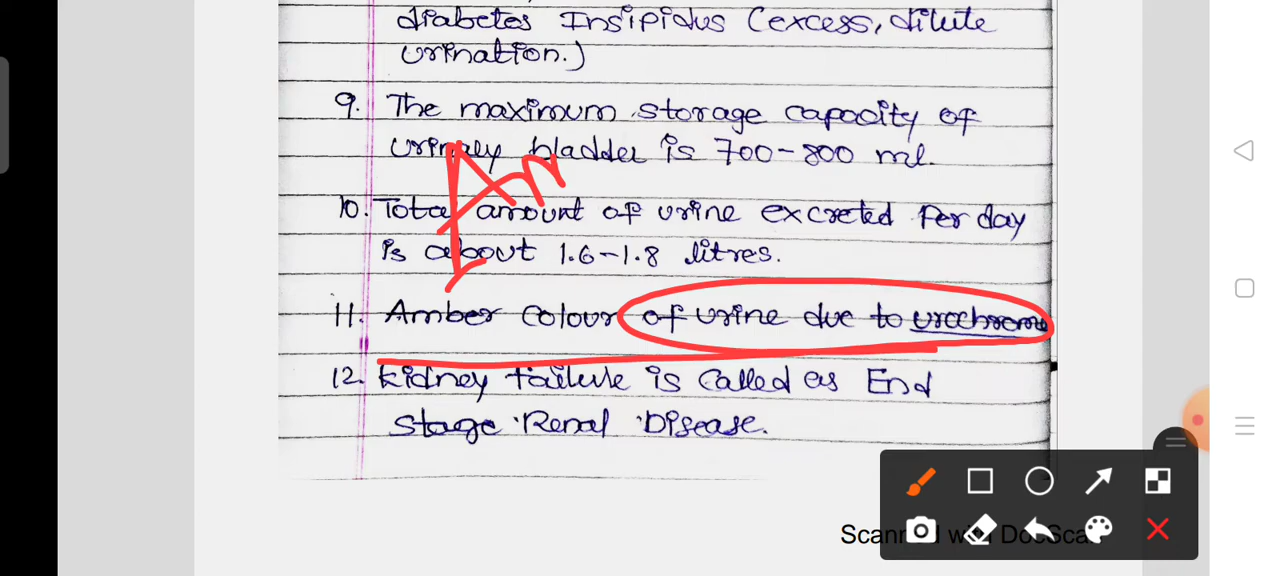 diabetes Insipidus (excess, dilute
urination.)
9. The maximum storage capacity of
urinary bladder is 700-800 ml.
10. Total amount of urine excreted Per day
is about 1.6-1.8 litres.
11. Amber colour of urine due to urochrome
12. Kidney failure is called as End
Stage Renal Disease.
Am
Scanned with DocSca